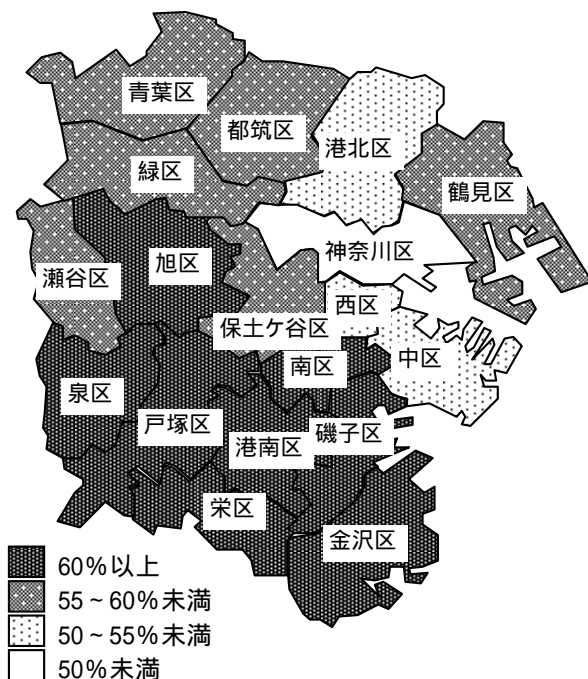 青葉区
都筑区
港北区
緑区
鶴見区
神奈川区
旭区
瀬谷区
西区
保土ケ谷区
中区
南区
泉区
戸塚区
港南区
磯子区
栄区
金沢区
60%以上
55~60%未満
50~55%未満
50%未満